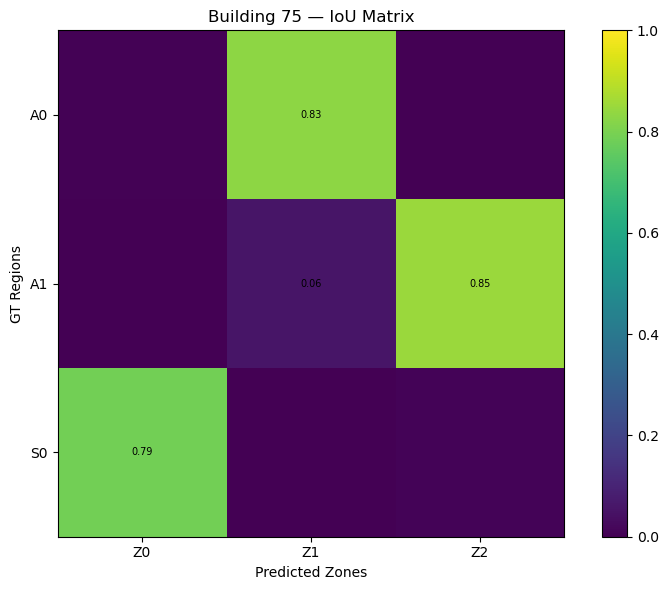 Building 75 — IoU Matrix
1.0
A0
0.83
0.8
0.6
GT Regions
A1
0.06
0.85
0.4
0.2
S0
0.79
0.0
Z0
Z1
Z2
Predicted Zones